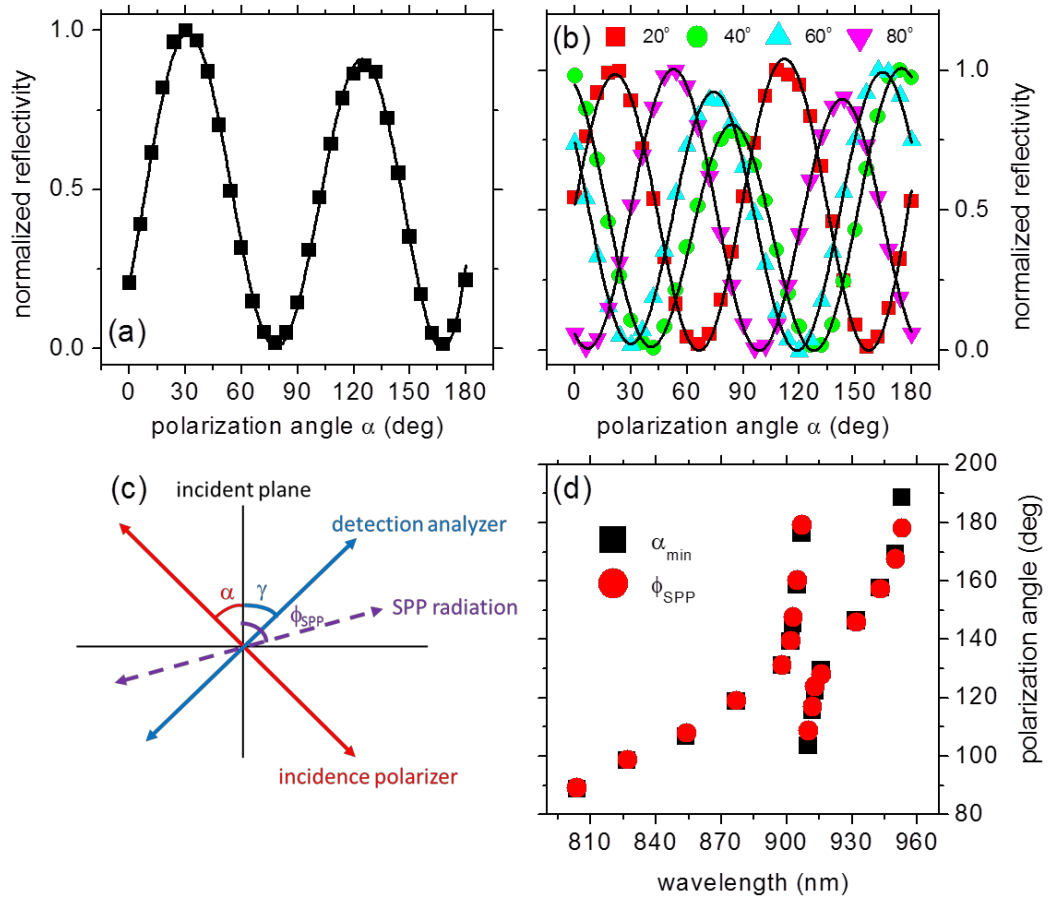 (a)
normalized reflectivity
1.0
0.5
0.0
0 30 60 90 120 150 180
polarization angle α (deg)
(b)
20° 40° 60° 80°
1.0
0.5
0.0
normalized reflectivity
0 30 60 90 120 150 180
polarization angle α (deg)
(c)
incident plane
detection analyzer
α γ
ϕSPP
SPP radiation
incidence polarizer
(d)
αmin
ϕSPP
200
180
160
140
120
100
80
polarization angle (deg)
810 840 870 900 930 960
wavelength (nm)